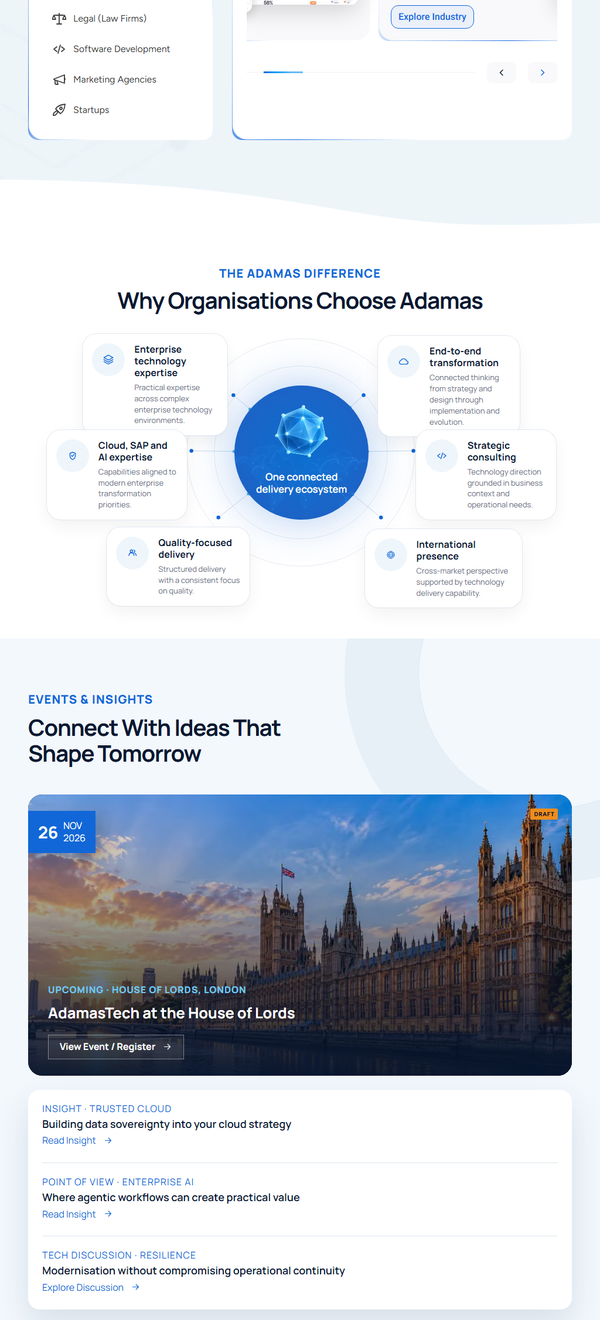 Legal (Law Firms)
Software Development
Marketing Agencies
Startups
50%
Explore Industry
THE ADAMAS DIFFERENCE
Why Organisations Choose Adamas
Enterprise
technology
expertise
Practical expertise
across complex
enterprise technology
environments.
End-to-end
transformation
Connected thinking
from strategy and
design through
implementation and
evolution.
Cloud, SAP and
AI expertise
Capabilities aligned to
modern enterprise
transformation
priorities.
One connected
delivery ecosystem
Strategic
consulting
Technology direction
grounded in business
context and
operational needs.
Quality-focused
delivery
Structured delivery
with a consistent focus
on quality.
International
presence
Cross-market perspective
supported by technology
delivery capability.
EVENTS & INSIGHTS
Connect With Ideas That
Shape Tomorrow
26 NOV
2026
DRAFT
UPCOMING · HOUSE OF LORDS, LONDON
AdamasTech at the House of Lords
View Event / Register
INSIGHT · TRUSTED CLOUD
Building data sovereignty into your cloud strategy
Read Insight
POINT OF VIEW · ENTERPRISE AI
Where agentic workflows can create practical value
Read Insight
TECH DISCUSSION · RESILIENCE
Modernisation without compromising operational continuity
Explore Discussion